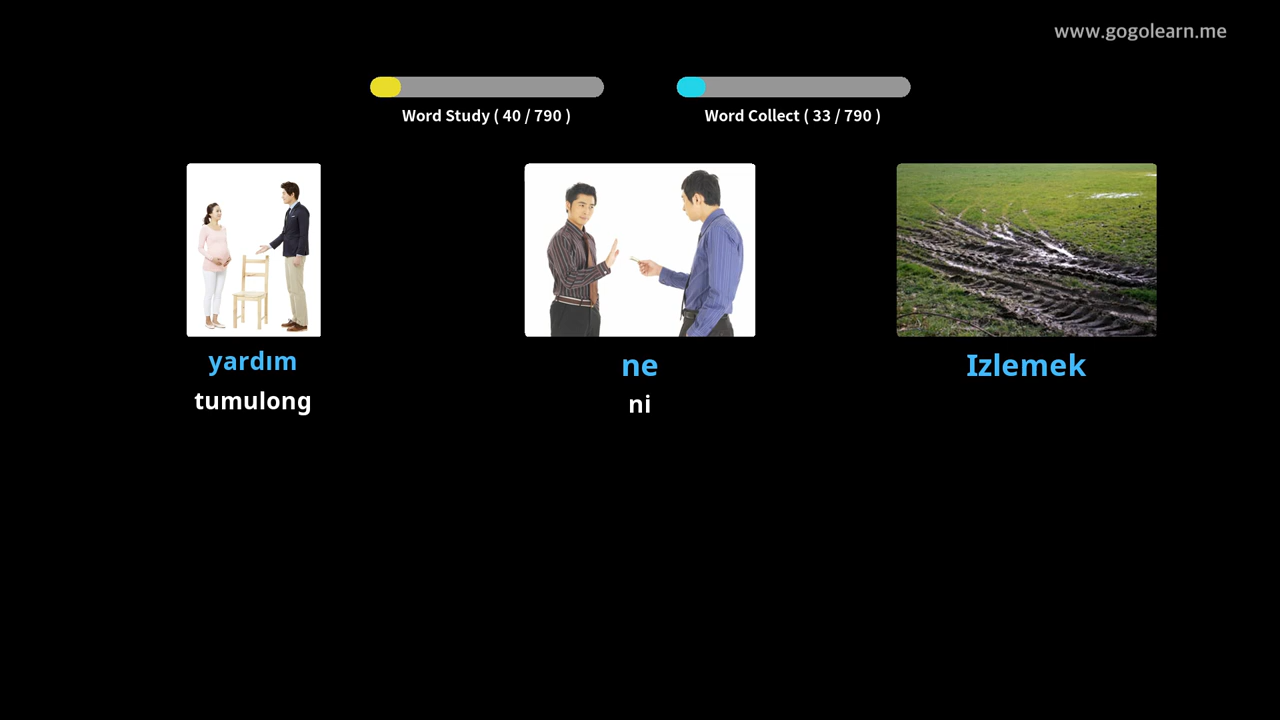 www.gogolearn.me
Word Study ( 40 / 790 )
Word Collect ( 33 / 790 )
yardım
tumulong
ne
ni
Izlemek